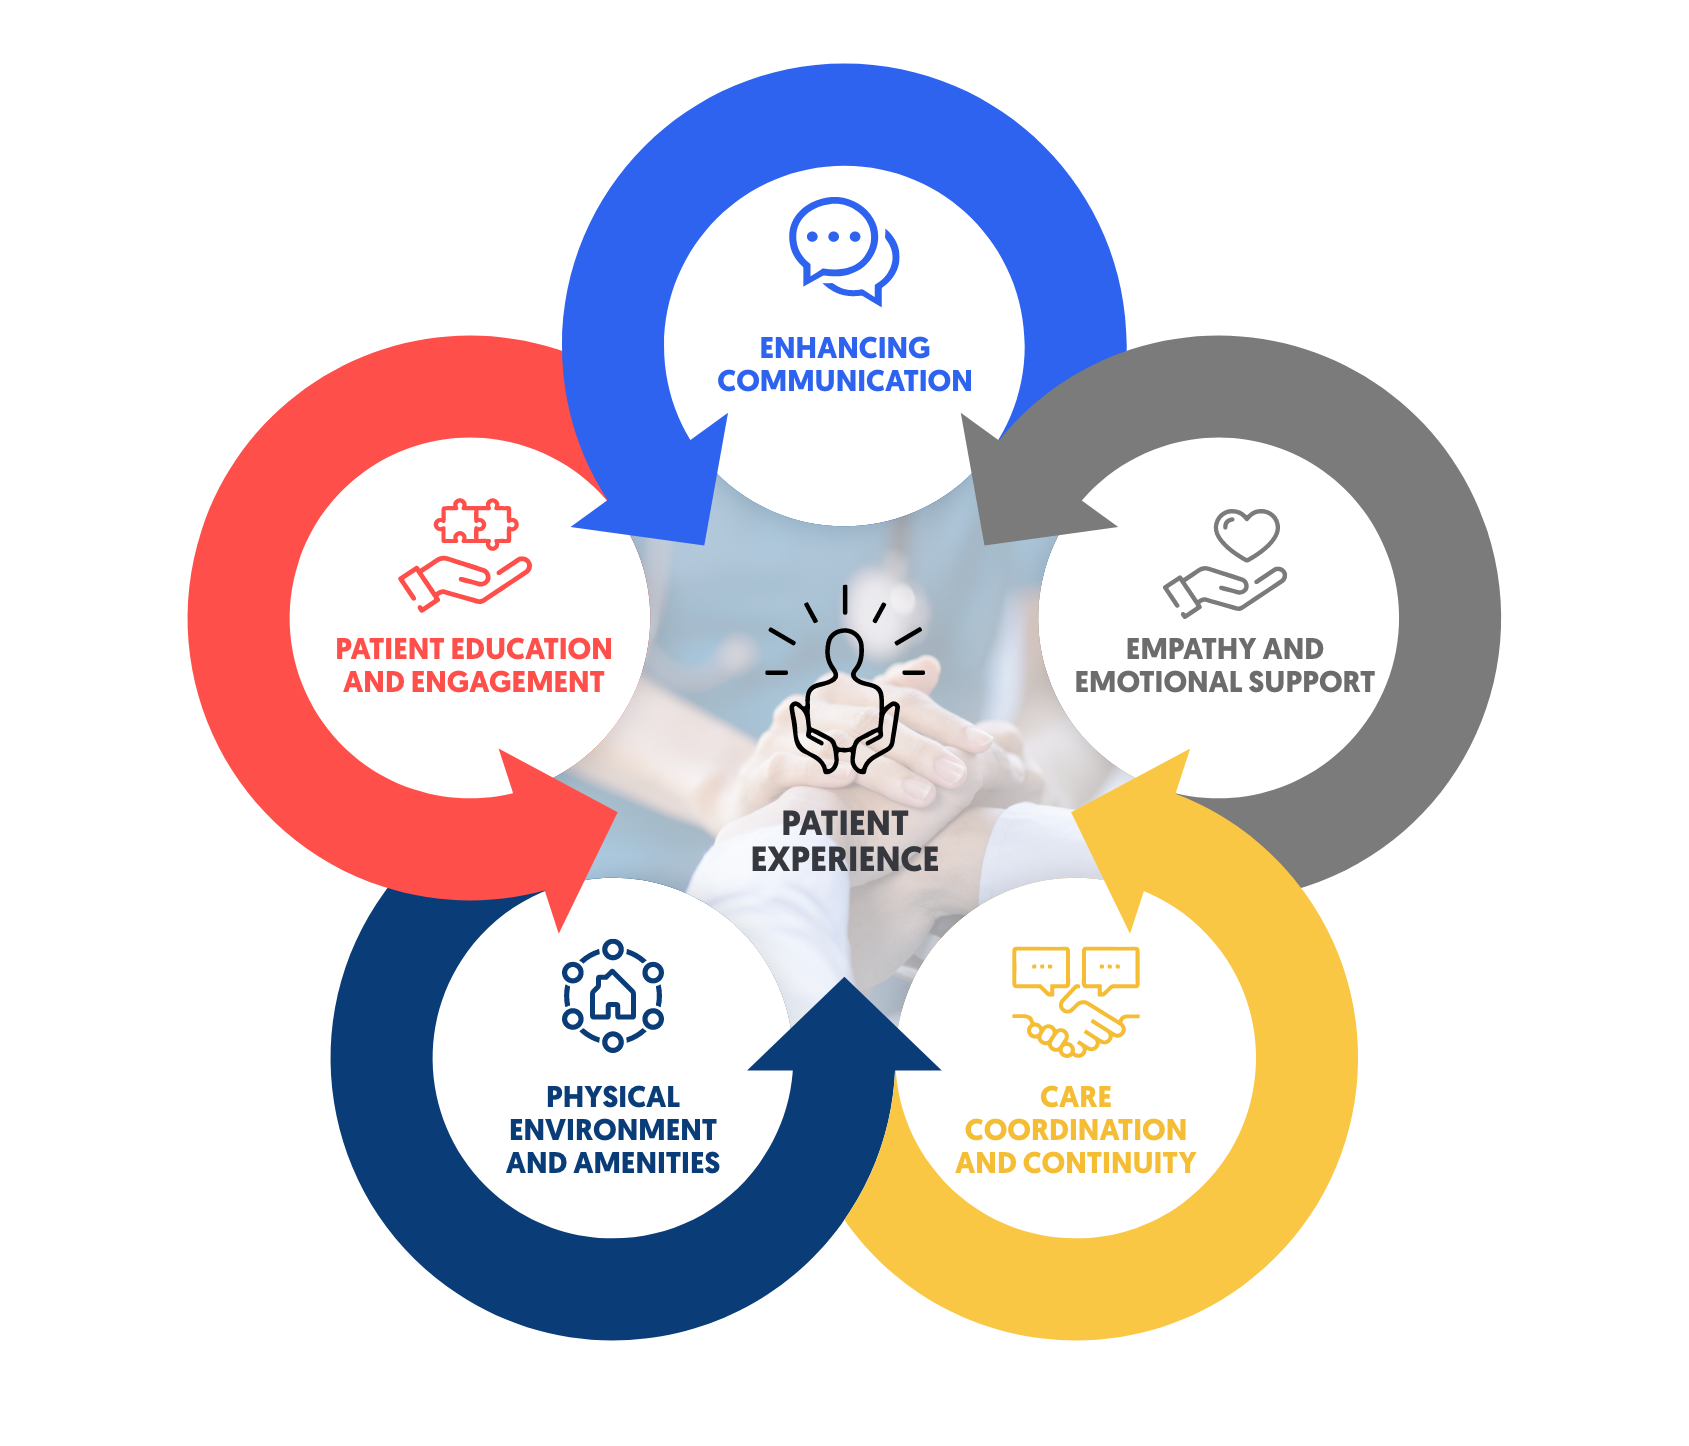 ENHANCING
COMMUNICATION
PATIENT EDUCATION
AND ENGAGEMENT
EMPATHY AND
EMOTIONAL SUPPORT
PATIENT
EXPERIENCE
PHYSICAL
ENVIRONMENT
AND AMENITIES
CARE
COORDINATION
AND CONTINUITY